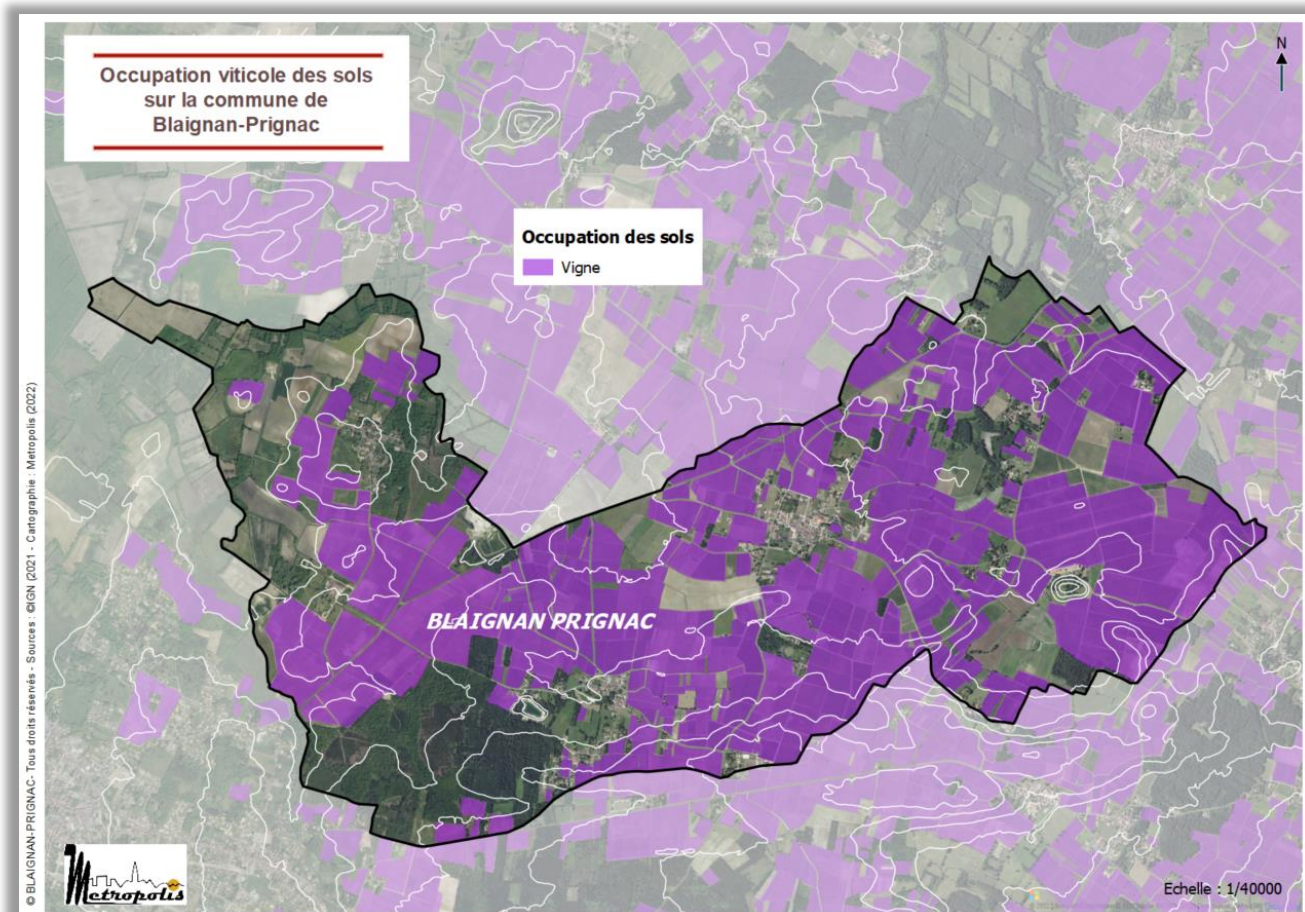 Occupation viticole des sols
sur la commune de
Blaignan-Prignac
N
Occupation des sols
Vigne
BLAIGNAN PRIGNAC
© BLAIGNAN-PRIGNAC- Tous droits réservés - Sources : ©IGN (2021 - Cartographie : Metropolis (2022)
Metropolis
Echelle : 1/40000